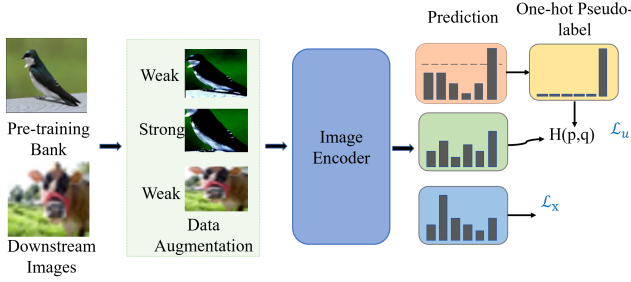 Prediction
One-hot Pseudo-
label
Weak
Strong
Weak
Data
Augmentation
Pre-training
Bank
Downstream
Images
Image
Encoder
H(p,q)
ℒu
ℒx